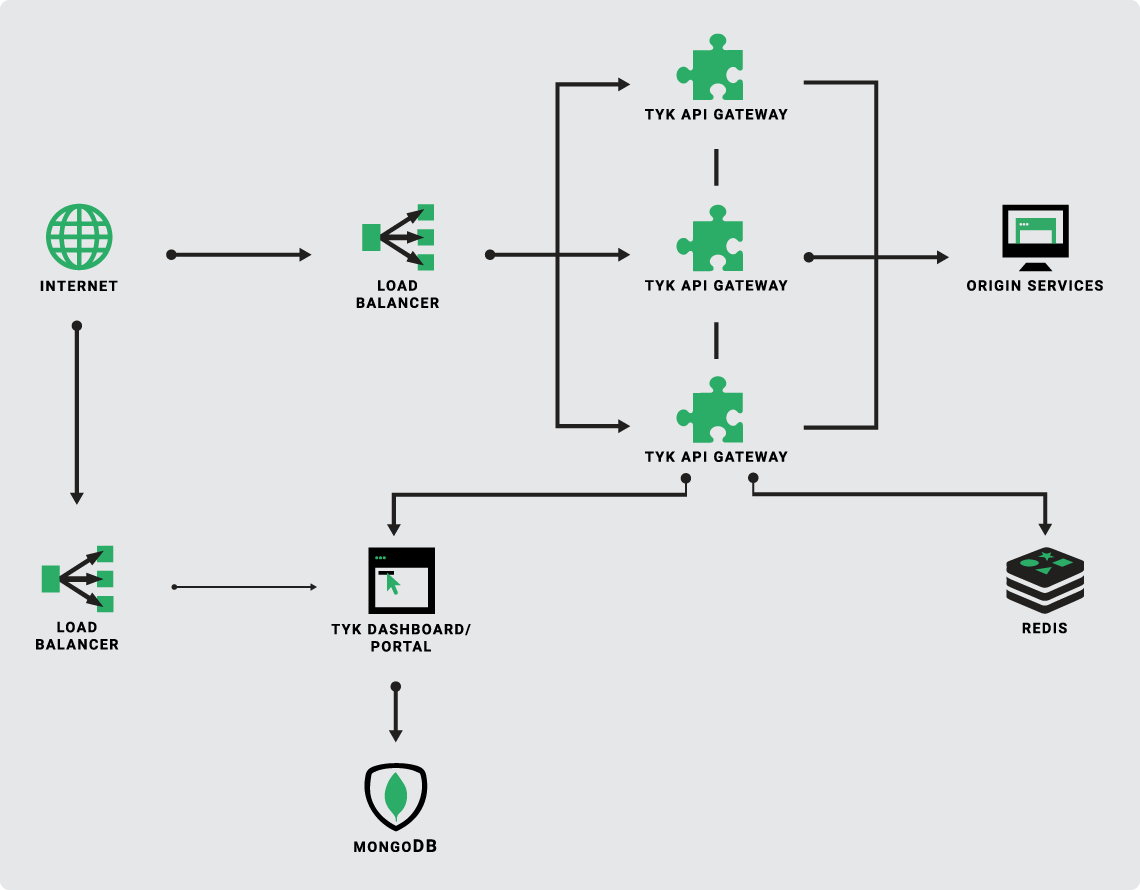 TYK API GATEWAY
INTERNET
LOAD
BALANCER
TYK API GATEWAY
ORIGIN SERVICES
TYK API GATEWAY
LOAD
BALANCER
TYK DASHBOARD/
PORTAL
REDIS
MONGODB